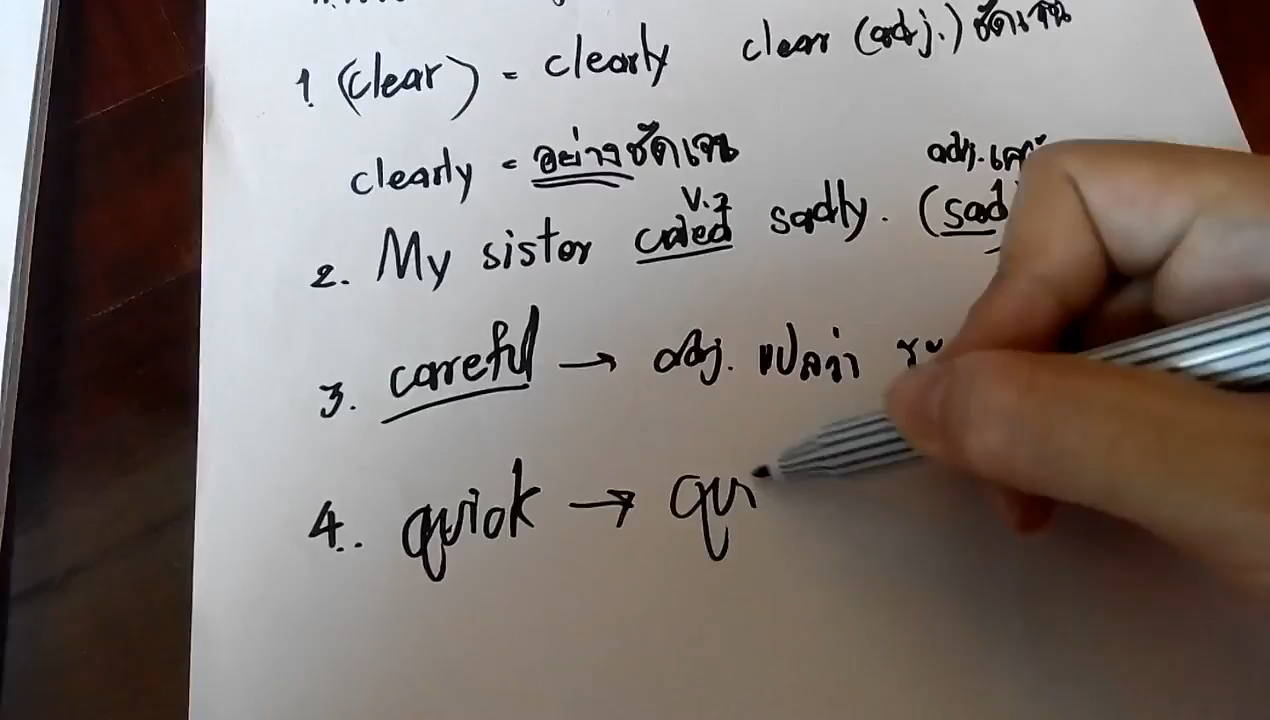 1. (clear) = clearly clear (adj.) ชัดเจน
clearly = อย่างชัดเจน adj.
V.2
2. My sister sadly. (sad
3. careful → adj. แปลว่า
4. quick → qu